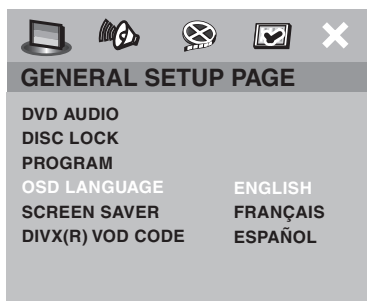 GENERAL SETUP PAGE
DVD AUDIO
DISC LOCK
PROGRAM
OSD LANGUAGE ENGLISH
SCREEN SAVER FRANÇAIS
DIVX(R) VOD CODE ESPAÑOL